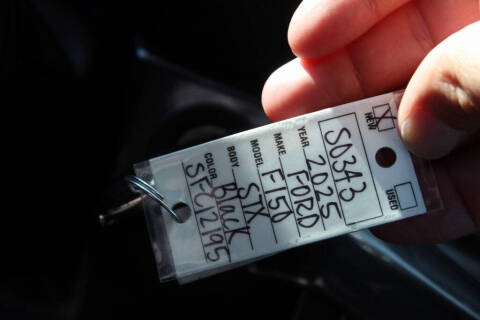 NEW X
USED
S0343
YEAR 2025
MAKE FORD
MODEL F150
BODY STX
COLOR Black
SFC12195